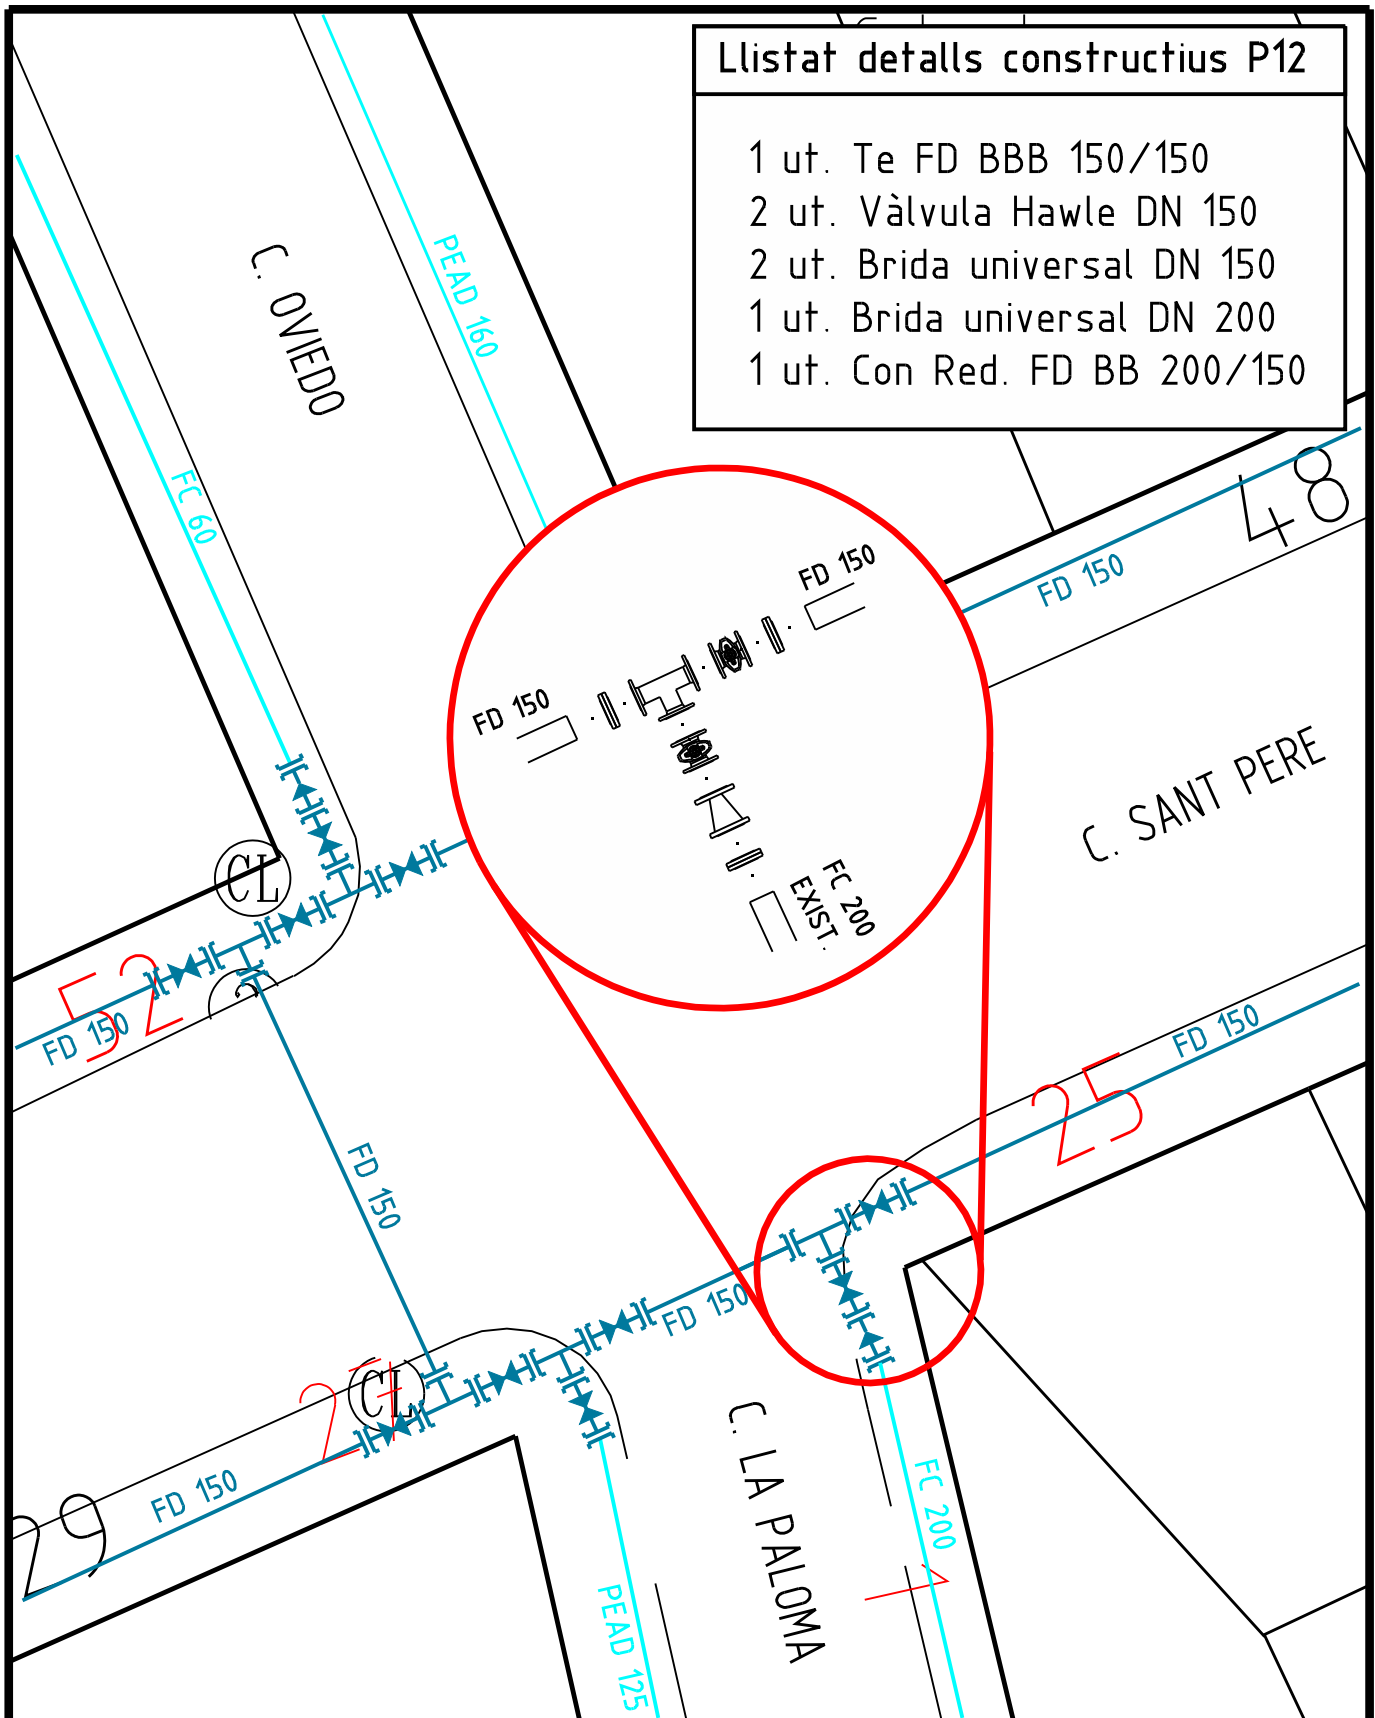 Llistat detalls constructius P12
1 ut. Te FD BBB 150/150
2 ut. Vàlvula Hawle DN 150
2 ut. Brida universal DN 150
1 ut. Brida universal DN 200
1 ut. Con Red. FD BB 200/150
C. OVIEDO
PEAD 160
FC 60
48
FD 150
FD 150
FD 150
FC 200
EXIST.
C. SANT PERE
CL
52
FD 150
FD 150
25
FD 150
FD 150
CL
21
29
FD 150
C. LA PALOMA
FC 200
1
PEAD 125